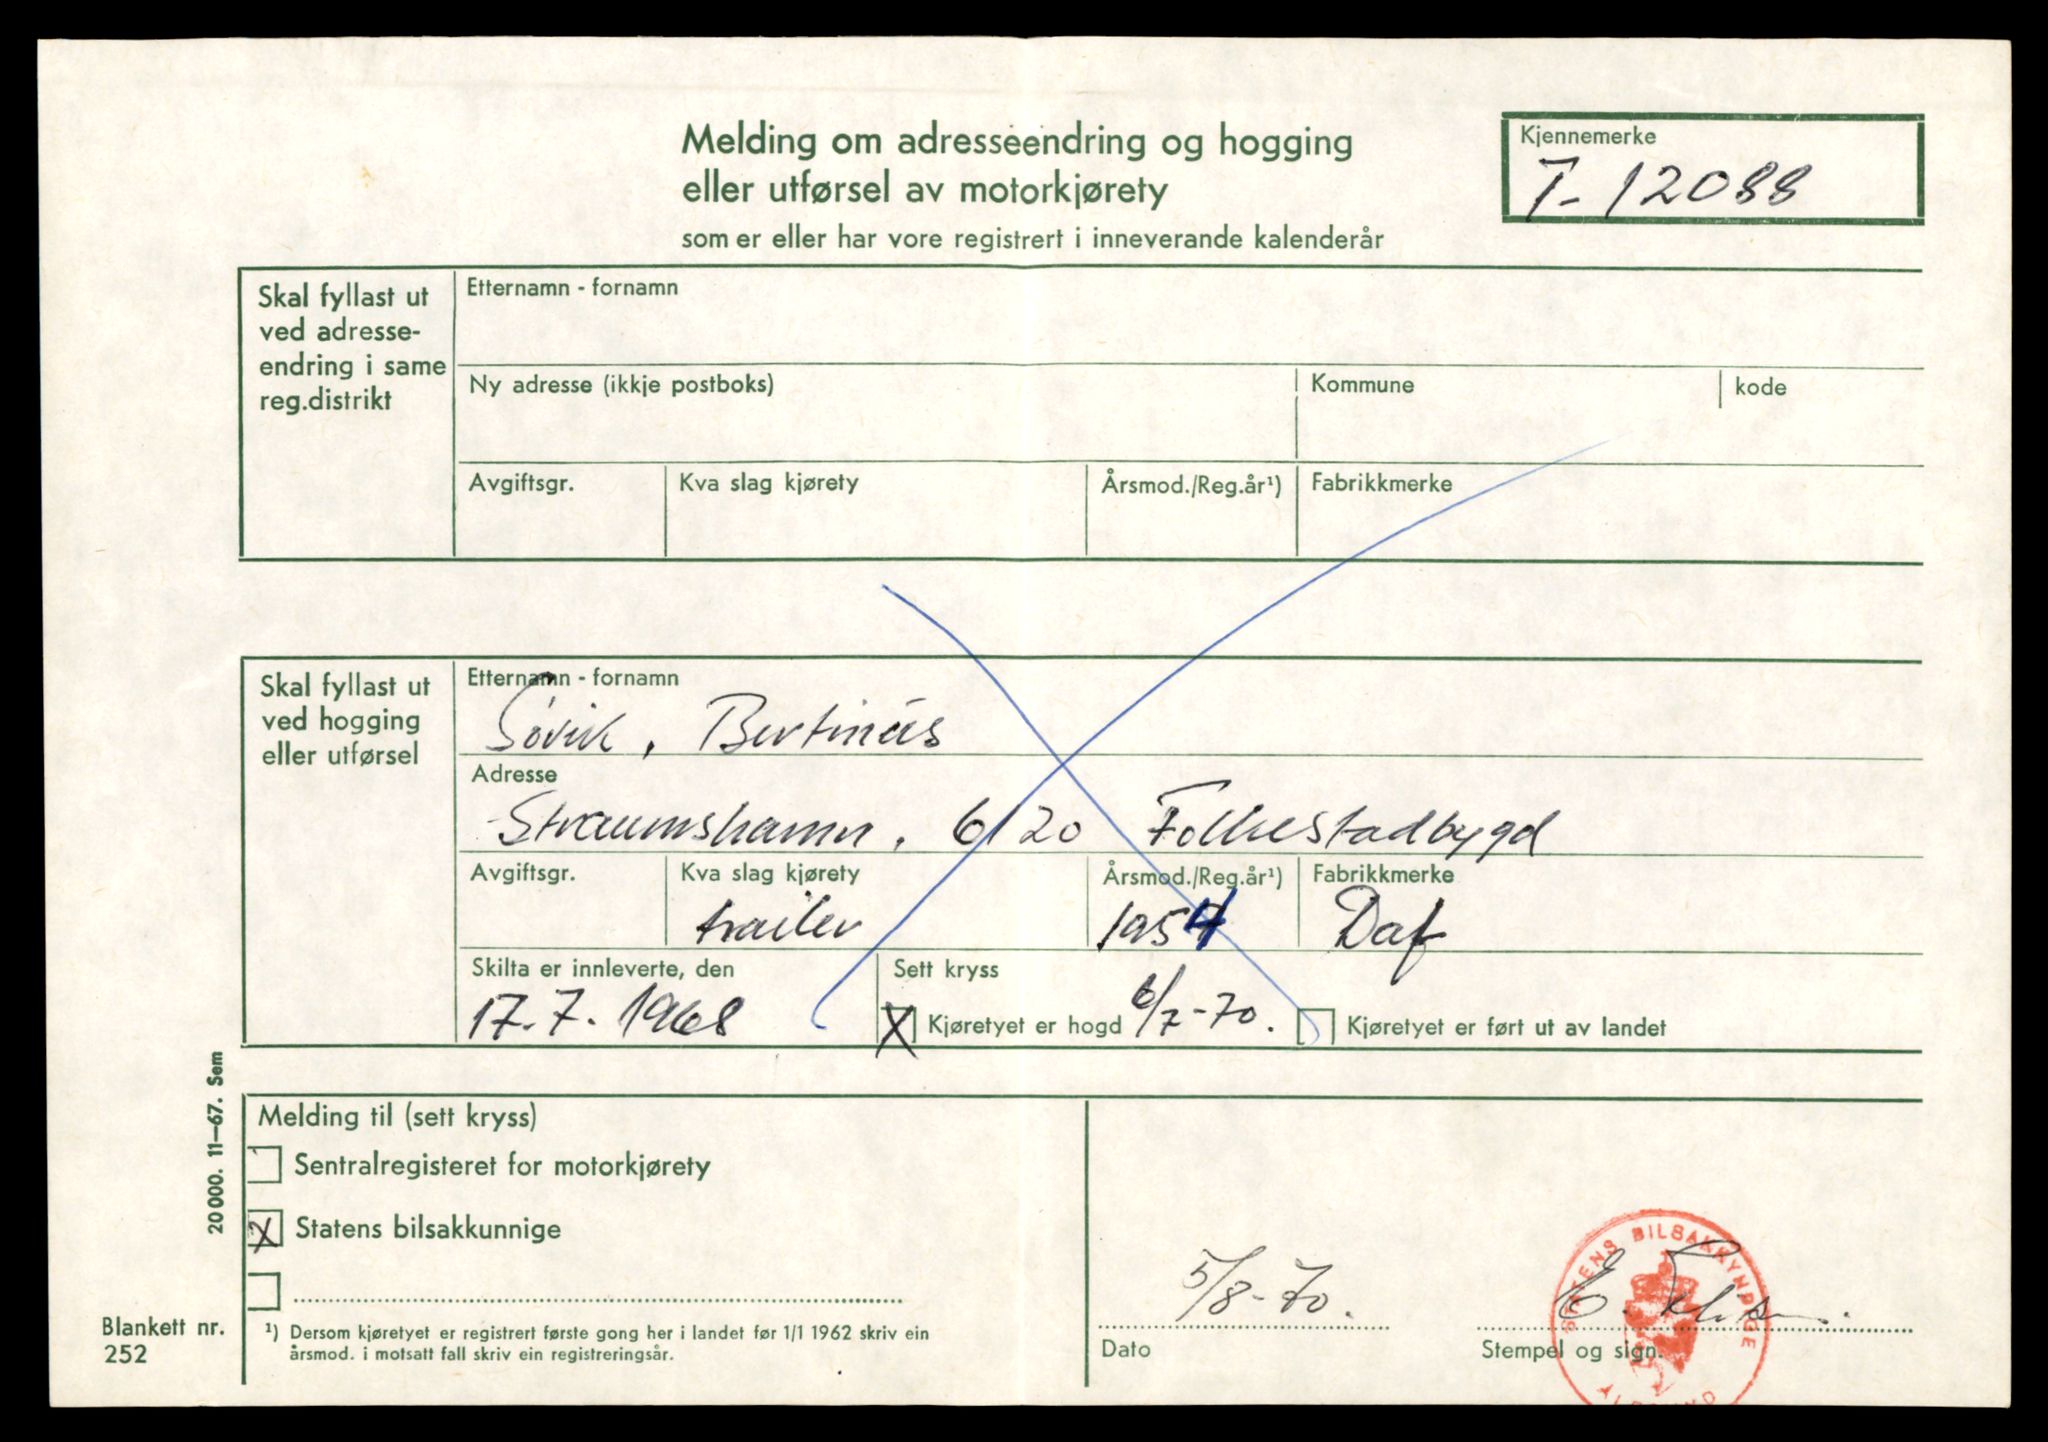 Melding om adresseendring og hogging
eller utførsel av motorkjørety
som er eller har vore registrert i inneverande kalenderår
Kjennemerke
T-12088
Skal fyllast ut
ved adresse-
endring i same
reg.distrikt
Etternamn - fornamn
Ny adresse (ikkje postboks)
Kommune
kode
Avgiftsgr.
Kva slag kjørety
Årsmod./Reg.år¹)
Fabrikkmerke
Skal fyllast ut
ved hogging
eller utførsel
Etternamn - fornamn
Søvik, Bertinius
Adresse
Straumshamn, 6120 Folkestadbygd
Avgiftsgr.
Kva slag kjørety
trailer
Årsmod./Reg.år¹)
1954
Fabrikkmerke
Daf
Skilta er innleverte, den
17.7.1968
Sett kryss
X Kjøretyet er hogd 6/7-70.
Kjøretyet er ført ut av landet
Melding til (sett kryss)
Sentralregisteret for motorkjørety
X Statens bilsakkunnige
¹) Dersom kjøretyet er registrert første gong her i landet før 1/1 1962 skriv ein
årsmod. i motsatt fall skriv ein registreringsår.
5/8-70.
Dato
E.
Stempel og sign.
STATENS BILSAKKYNDIGE
ÅLESUND
20000. 11—67. Sem
Blankett nr.
252